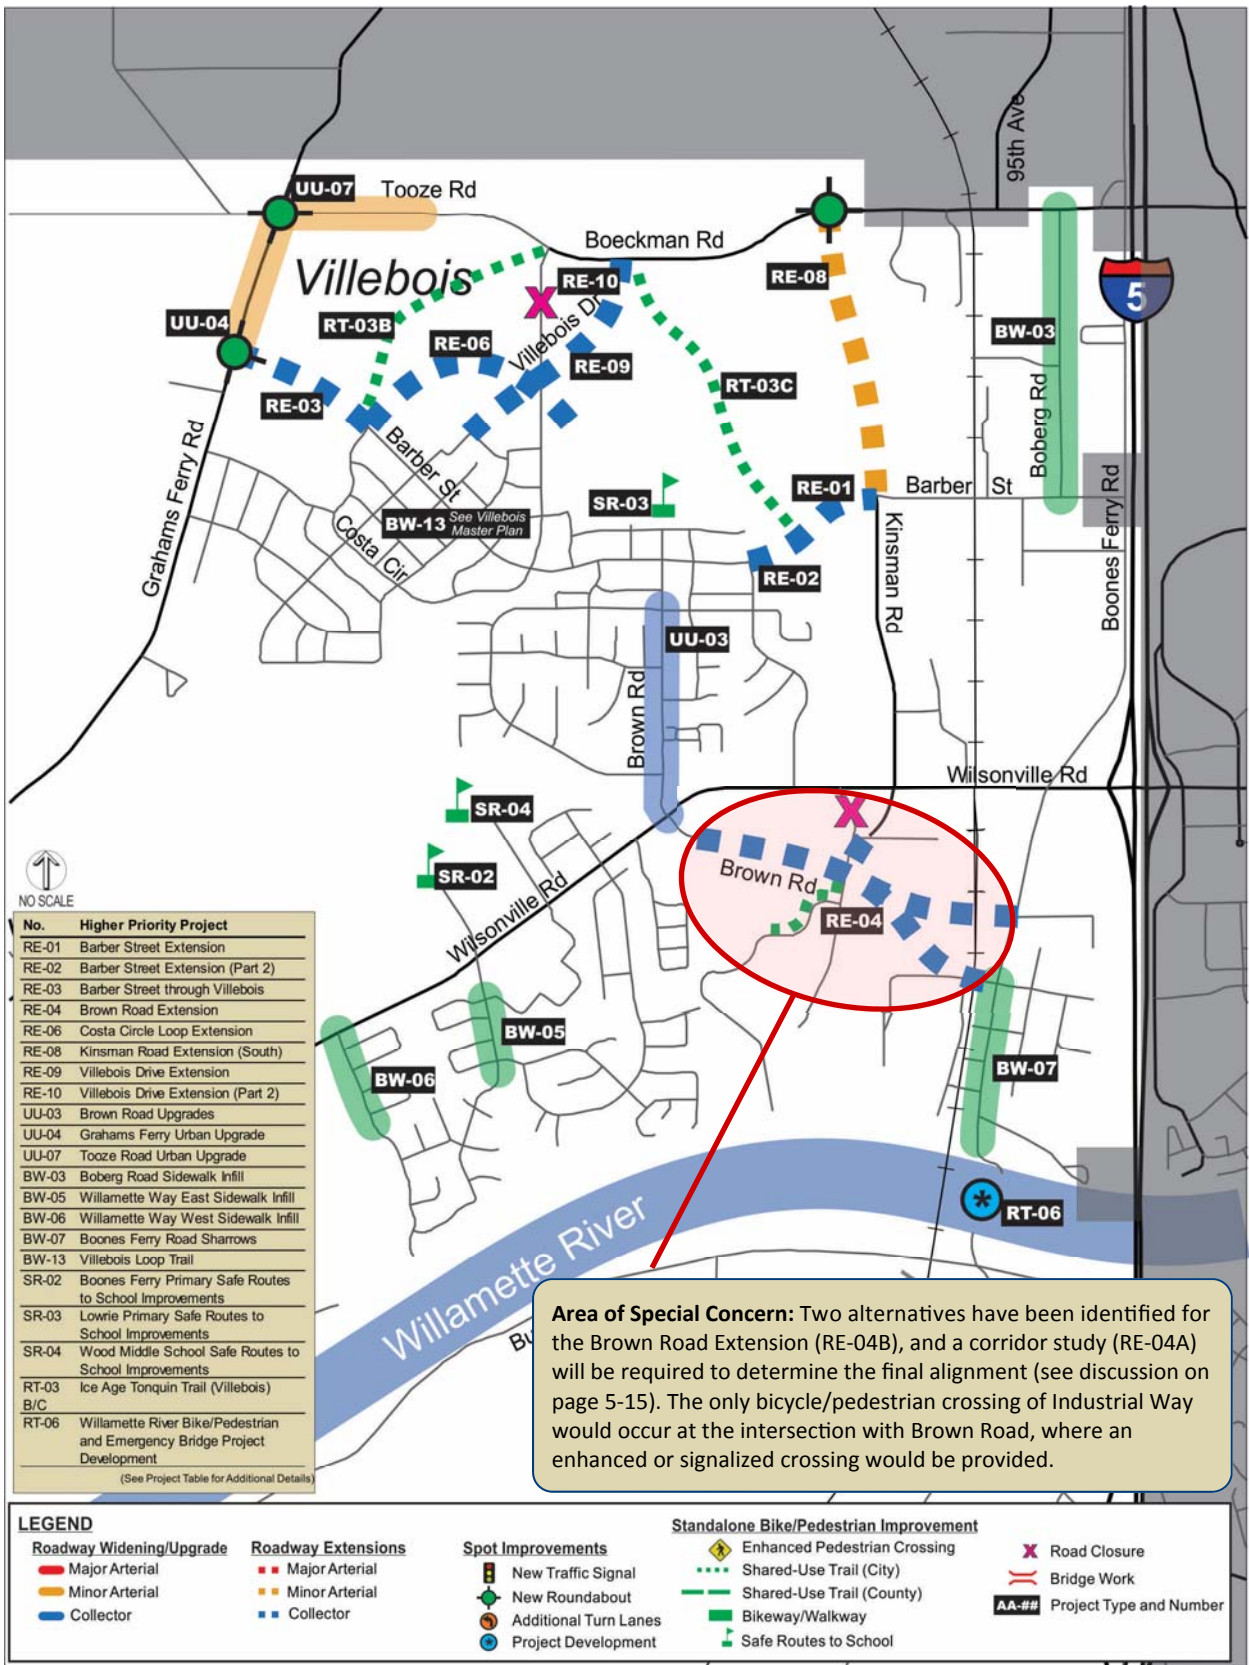 95th Ave
UU-07
Tooze Rd
Boeckman Rd
Villebois
RE-10
RE-08
5
UU-04
RT-03B
RE-06
Villebois Dr
BW-03
RE-09
RT-03C
RE-03
Boberg Rd
Grahams Ferry Rd
Barber St
RE-01
Barber St
SR-03
BW-13 See Villebois
Master Plan
Costa Cir
Kinsman Rd
Boones Ferry Rd
RE-02
UU-03
Brown Rd
Wilsonville Rd
SR-04
SR-02
Brown Rd
RE-04
NO SCALE
Wilsonville Rd
BW-05
BW-06
BW-07
RT-06
Willamette River
Bu
No. Higher Priority Project
RE-01 Barber Street Extension
RE-02 Barber Street Extension (Part 2)
RE-03 Barber Street through Villebois
RE-04 Brown Road Extension
RE-06 Costa Circle Loop Extension
RE-08 Kinsman Road Extension (South)
RE-09 Villebois Drive Extension
RE-10 Villebois Drive Extension (Part 2)
UU-03 Brown Road Upgrades
UU-04 Grahams Ferry Urban Upgrade
UU-07 Tooze Road Urban Upgrade
BW-03 Boberg Road Sidewalk Infill
BW-05 Willamette Way East Sidewalk Infill
BW-06 Willamette Way West Sidewalk Infill
BW-07 Boones Ferry Road Sharrows
BW-13 Villebois Loop Trail
SR-02 Boones Ferry Primary Safe Routes
to School Improvements
SR-03 Lowrie Primary Safe Routes to
School Improvements
SR-04 Wood Middle School Safe Routes to
School Improvements
RT-03 Ice Age Tonquin Trail (Villebois)
B/C
RT-06 Willamette River Bike/Pedestrian
and Emergency Bridge Project
Development
(See Project Table for Additional Details)
Area of Special Concern: Two alternatives have been identified for
the Brown Road Extension (RE-04B), and a corridor study (RE-04A)
will be required to determine the final alignment (see discussion on
page 5-15). The only bicycle/pedestrian crossing of Industrial Way
would occur at the intersection with Brown Road, where an
enhanced or signalized crossing would be provided.
LEGEND
Roadway Widening/Upgrade
Major Arterial
Minor Arterial
Collector
Roadway Extensions
Major Arterial
Minor Arterial
Collector
Spot Improvements
New Traffic Signal
New Roundabout
Additional Turn Lanes
Project Development
Standalone Bike/Pedestrian Improvement
Enhanced Pedestrian Crossing
Shared-Use Trail (City)
Shared-Use Trail (County)
Bikeway/Walkway
Safe Routes to School
Road Closure
Bridge Work
AA-## Project Type and Number